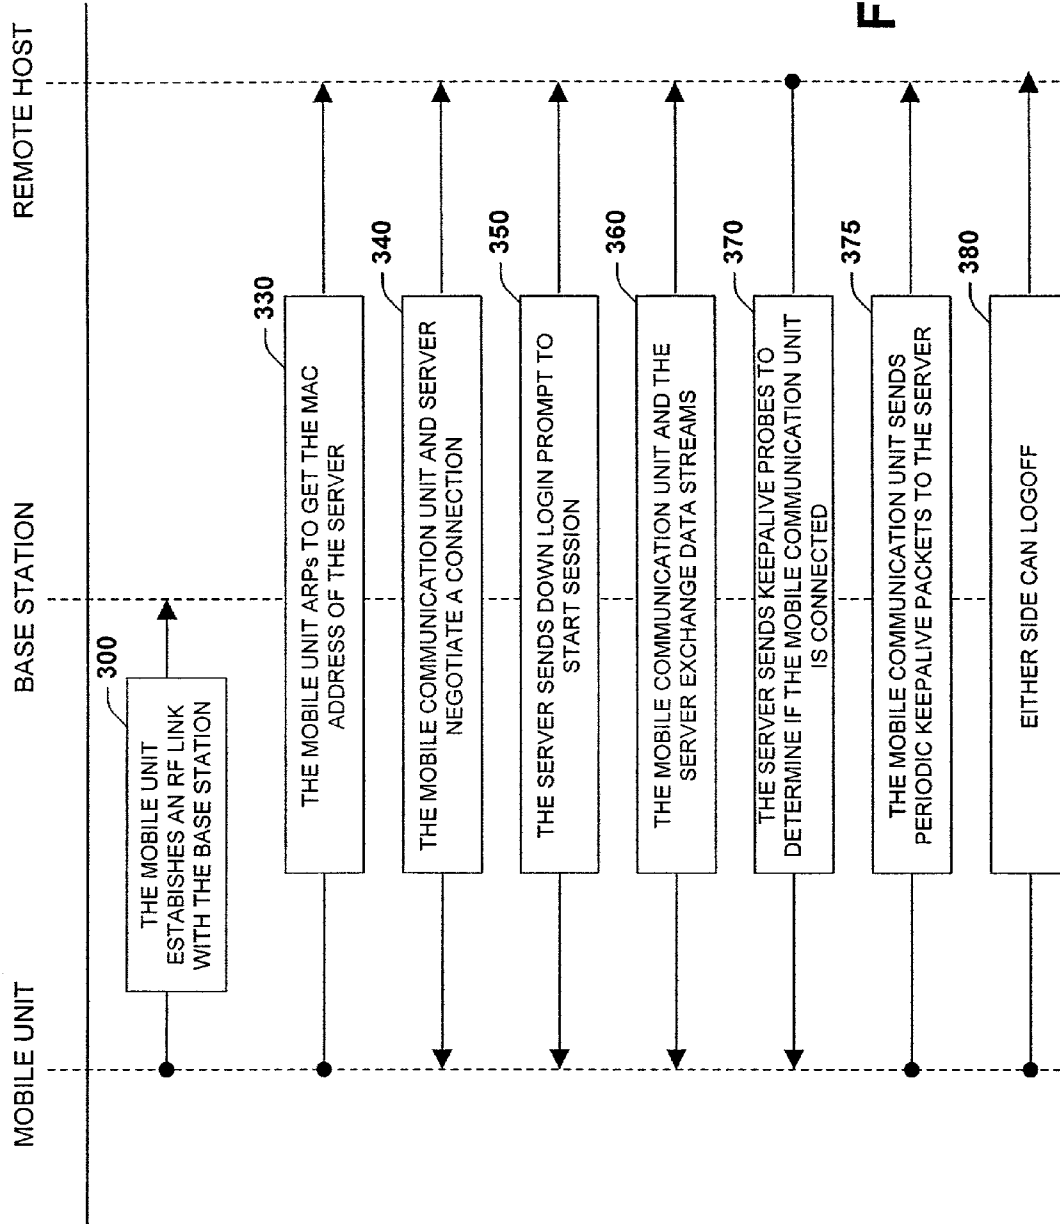 MOBILE UNIT
BASE STATION
REMOTE HOST
300
THE MOBILE UNIT
ESTABISHES AN RF LINK
WITH THE BASE STATION
330
THE MOBILE UNIT ARPs TO GET THE MAC
ADDRESS OF THE SERVER
340
THE MOBILE COMMUNICATION UNIT AND SERVER
NEGOTIATE A CONNECTION
350
THE SERVER SENDS DOWN LOGIN PROMPT TO
START SESSION
360
THE MOBILE COMMUNICATION UNIT AND THE
SERVER EXCHANGE DATA STREAMS
370
THE SERVER SENDS KEEPALIVE PROBES TO
DETERMINE IF THE MOBILE COMMUNICATION UNIT
IS CONNECTED
375
THE MOBILE COMMUNICATION UNIT SENDS
PERIODIC KEEPALIVE PACKETS TO THE SERVER
380
EITHER SIDE CAN LOGOFF
F